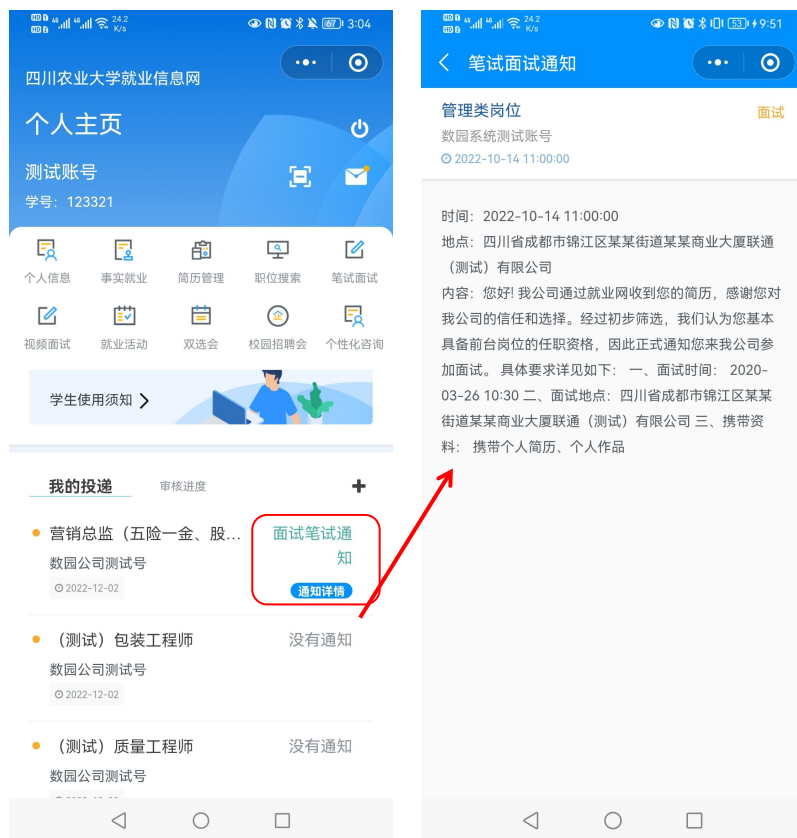 HD 1 46 46 24.2 67 3:04
HD 2 K/s
四川农业大学就业信息网
个人主页
测试账号
学号: 123321
个人信息 事实就业 简历管理 职位搜索 笔试面试
视频面试 就业活动 双选会 校园招聘会 个性化咨询
学生使用须知
我的投递 审核进度
营销总监（五险一金、股... 面试笔试通
知
数园公司测试号
2022-12-02 通知详情
（测试）包装工程师 没有通知
数园公司测试号
2022-12-02
（测试）质量工程师 没有通知
数园公司测试号
HD 1 46 46 24.2 53 9:51
HD 2 K/s
笔试面试通知
管理类岗位 面试
数园系统测试账号
2022-10-14 11:00:00
时间: 2022-10-14 11:00:00
地点: 四川省成都市锦江区某某街道某某商业大厦联通
（测试）有限公司
内容: 您好! 我公司通过就业网收到您的简历，感谢您对
我公司的信任和选择。经过初步筛选，我们认为您基本
具备前台岗位的任职资格，因此正式通知您来我公司参
加面试。 具体要求详见如下: 一、面试时间: 2020-
03-26 10:30 二、面试地点: 四川省成都市锦江区某某
街道某某商业大厦联通（测试）有限公司 三、携带资
料: 携带个人简历、个人作品